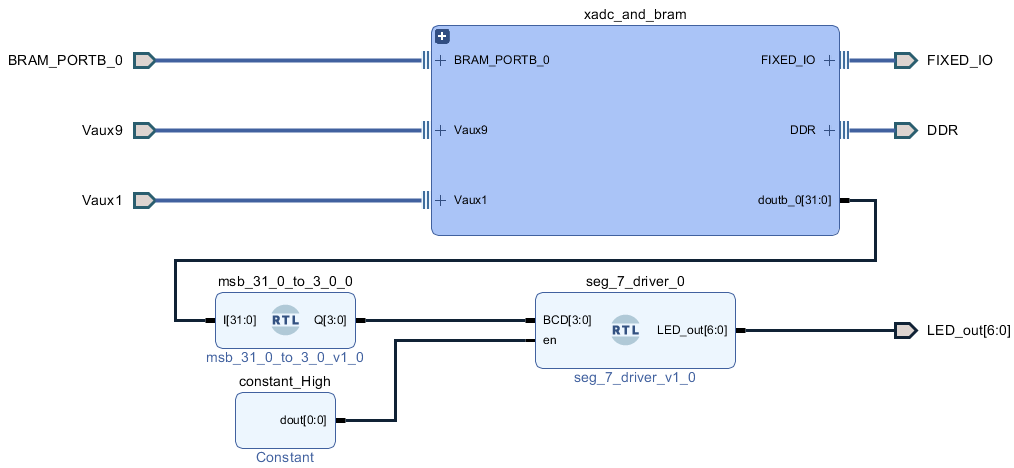 xadc_and_bram
BRAM_PORTB_0
BRAM_PORTB_0
FIXED_IO
FIXED_IO
Vaux9
Vaux9
DDR
DDR
Vaux1
Vaux1
doutb_0[31:0]
msb_31_0_to_3_0_0
I[31:0]
RTL
Q[3:0]
msb_31_0_to_3_0_v1_0
seg_7_driver_0
BCD[3:0]
en
RTL
LED_out[6:0]
LED_out[6:0]
seg_7_driver_v1_0
constant_High
dout[0:0]
Constant